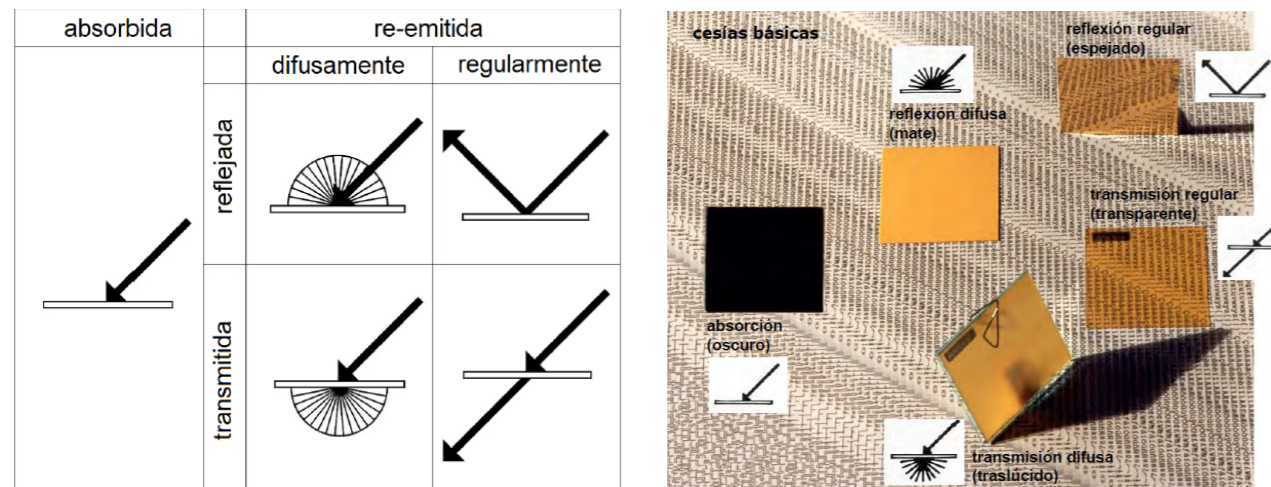 absorbida
re-emitida
difusamente
regularmente
reflejada
transmitida
cesías básicas
reflexión regular
(espejado)
reflexión difusa
(mate)
transmisión regular
(transparente)
absorción
(oscuro)
transmisión difusa
(traslúcido)